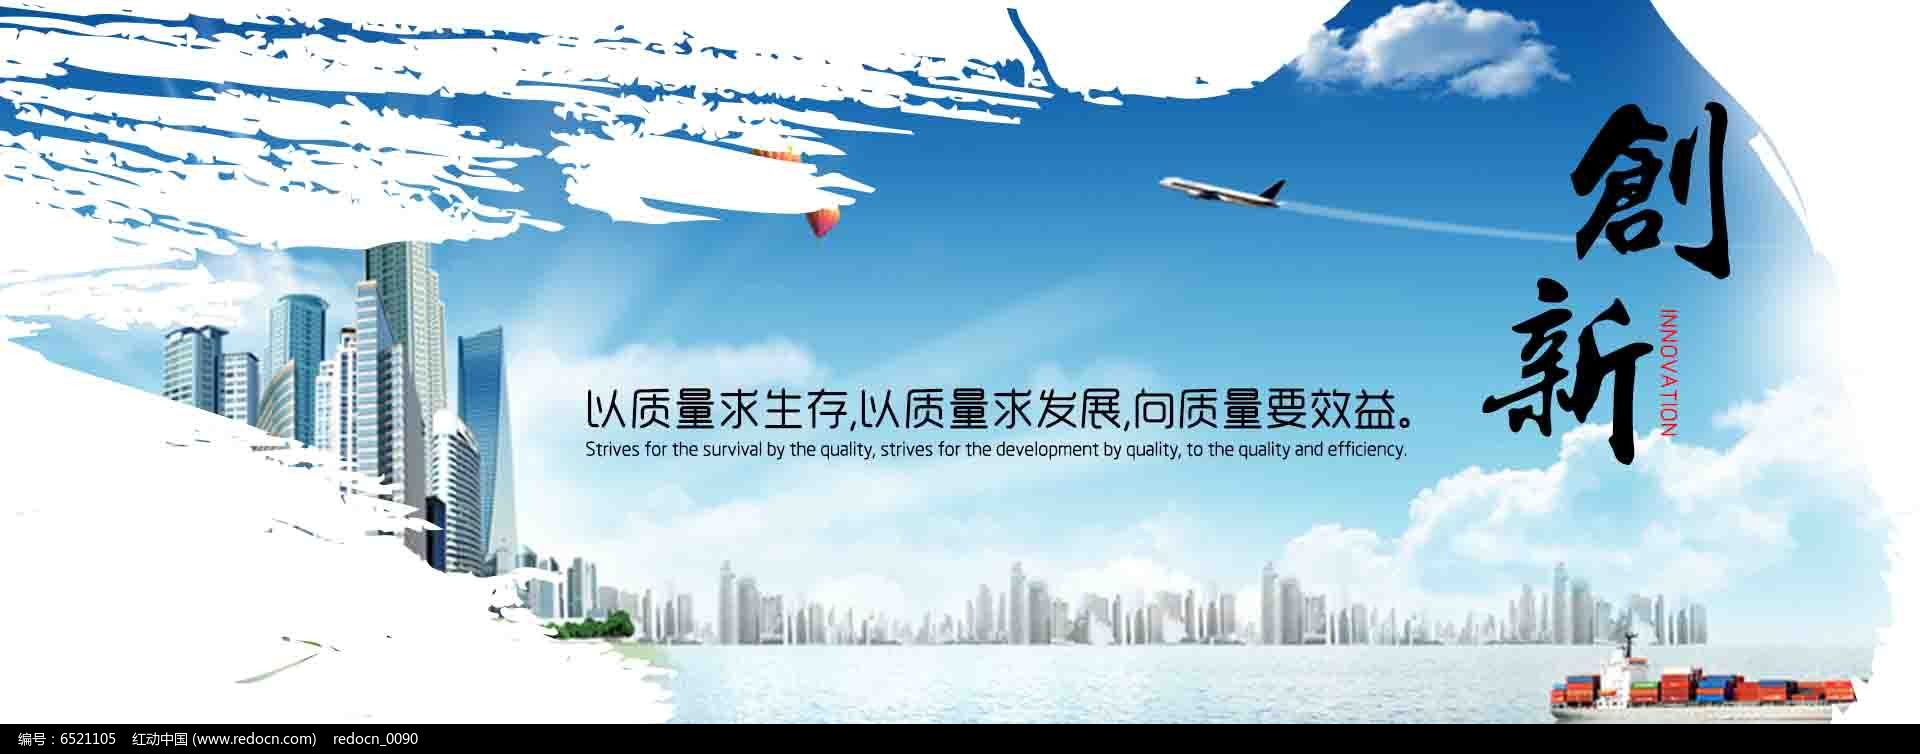 創新
INNOVATION
以质量求生存,以质量求发展,向质量要效益。
Strives for the survival by the quality, strives for the development by quality, to the quality and efficiency.
编号：6521105 红动中国 (www.redocn.com) redocn_0090